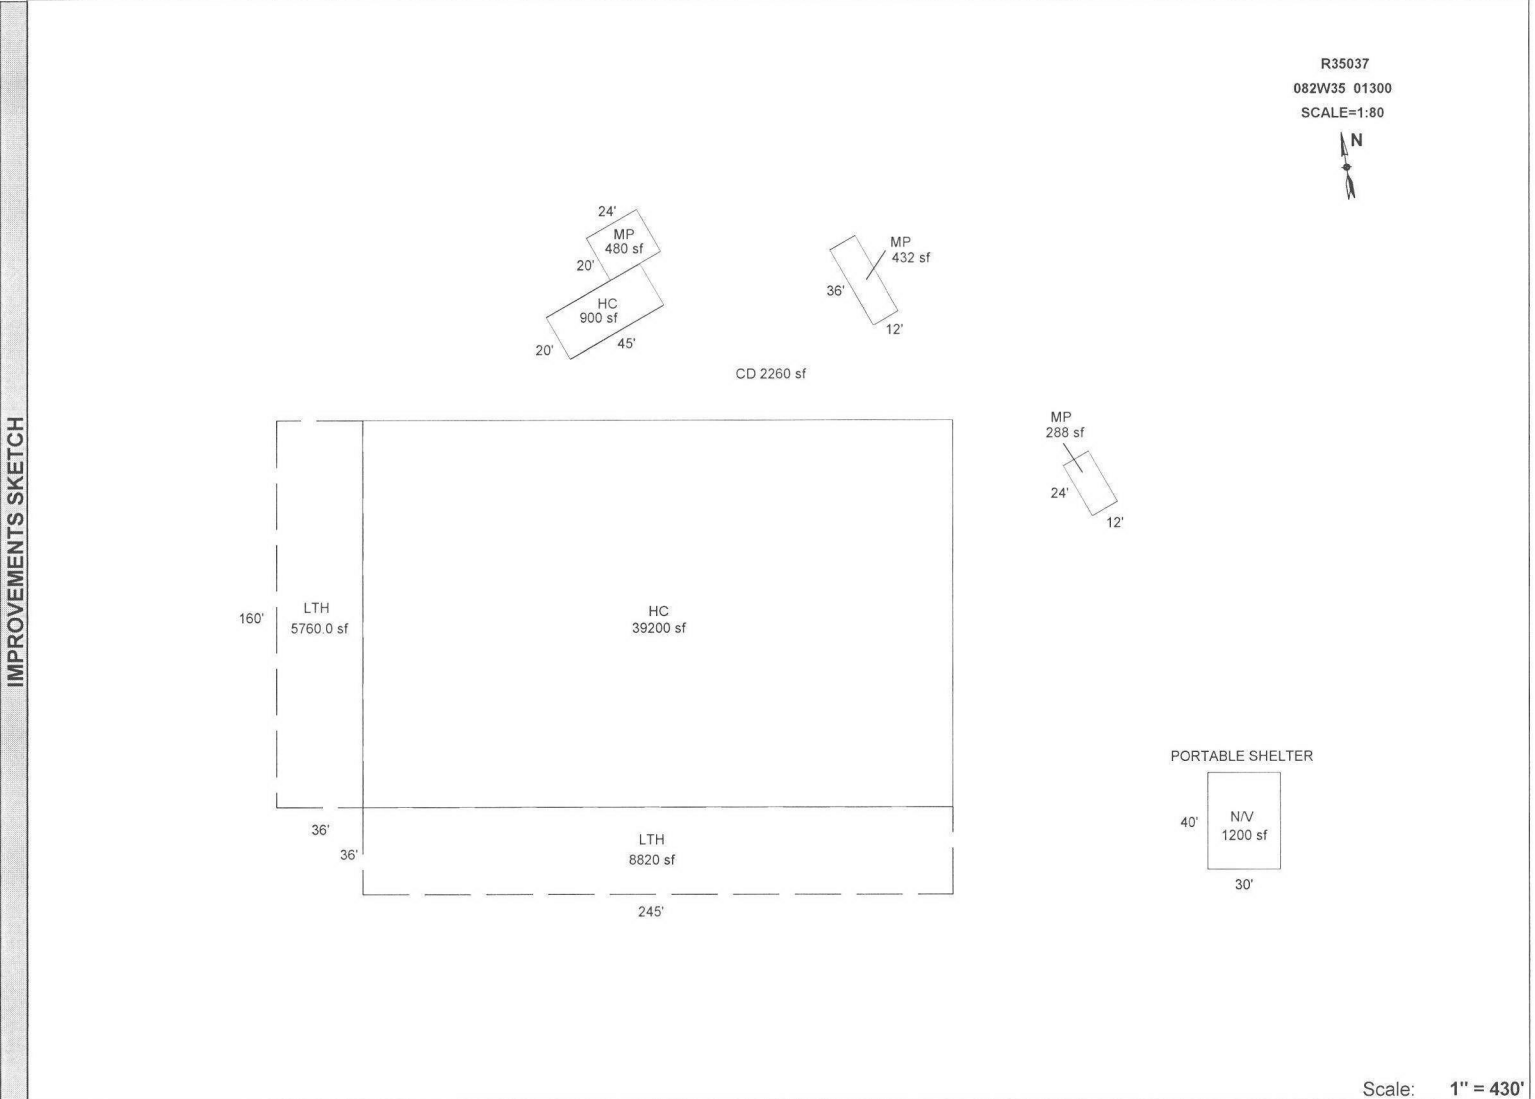 IMPROVEMENTS SKETCH
R35037
082W35 01300
SCALE=1:80
N
24'
MP
480 sf
20'
HC
900 sf
20'
45'
MP
432 sf
36'
12'
CD 2260 sf
MP
288 sf
24'
12'
160'
LTH
5760.0 sf
HC
39200 sf
36'
36'
LTH
8820 sf
245'
PORTABLE SHELTER
40'
N/V
1200 sf
30'
Scale: 1" = 430'